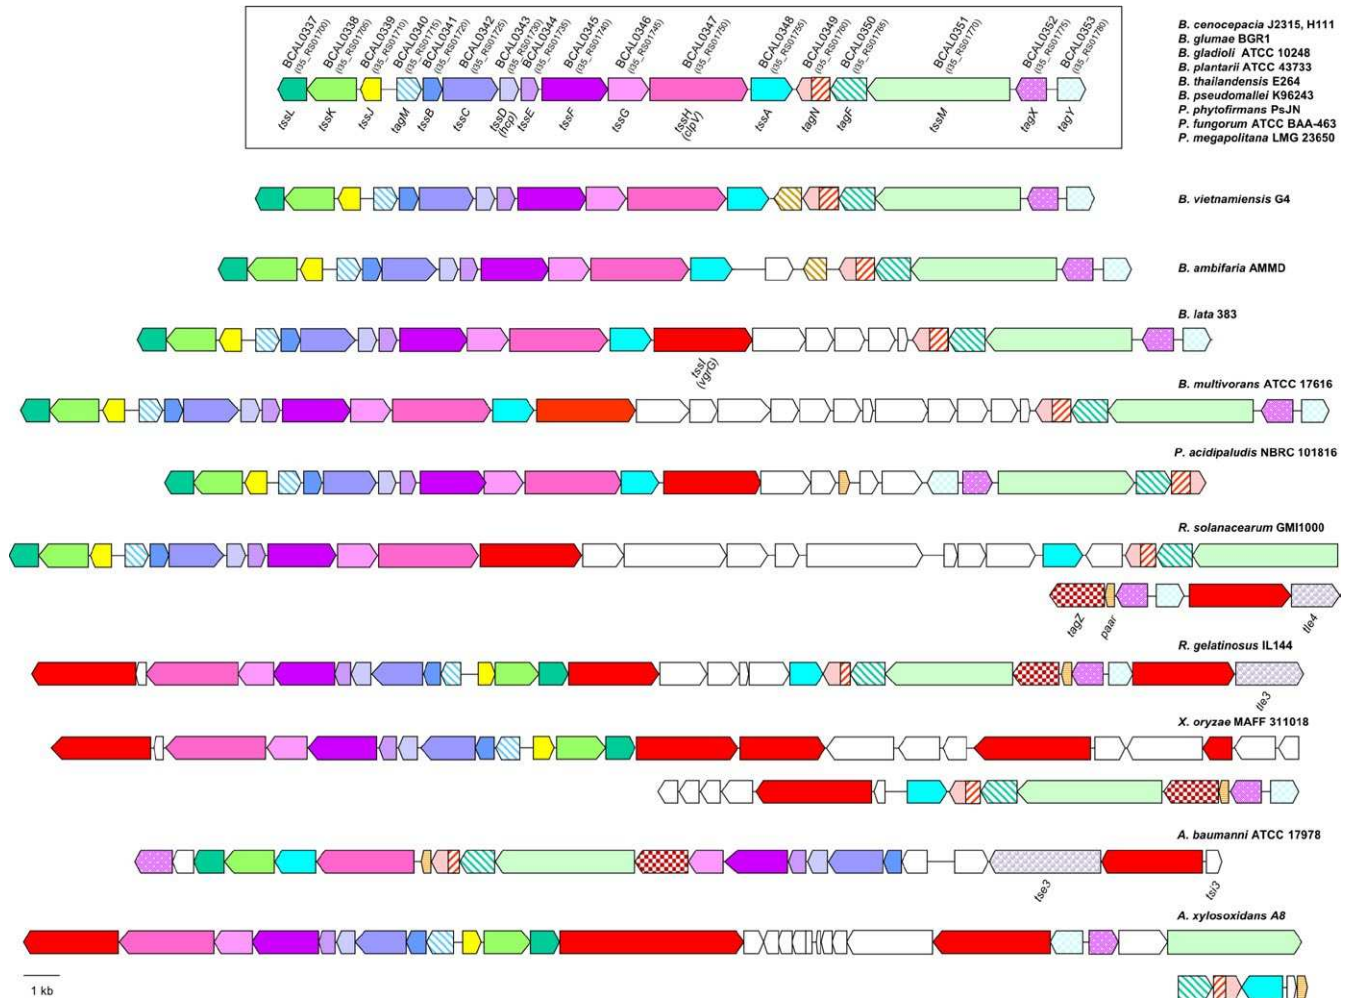 BCAL0337 (I35_RS01700)
BCAL0338 (I35_RS01705)
BCAL0339 (I35_RS01710)
BCAL0340 (I35_RS01715)
BCAL0341 (I35_RS01720)
BCAL0342 (I35_RS01725)
BCAL0343 (I35_RS01730)
BCAL0344 (I35_RS01735)
BCAL0345 (I35_RS01740)
BCAL0346 (I35_RS01745)
BCAL0347 (I35_RS01750)
BCAL0348 (I35_RS01755)
BCAL0349 (I35_RS01760)
BCAL0350 (I35_RS01765)
BCAL0351 (I35_RS01770)
BCAL0352 (I35_RS01775)
BCAL0353 (I35_RS01780)
tssL
tssK
tssJ
tagM
tssB
tssC
tssD
(hcp)
tssE
tssF
tssG
tssH
(clpV)
tssA
tagN
tagF
tssM
tagX
tagY
B. cenocepacia J2315, H111
B. glumae BGR1
B. gladioli ATCC 10248
B. plantarii ATCC 43733
B. thailandensis E264
B. pseudomallei K96243
P. phytofirmans PsJN
P. fungorum ATCC BAA-463
P. megapolitana LMG 23650
B. vietnamiensis G4
B. ambifaria AMMD
B. lata 383
tssI
(vgrG)
B. multivorans ATCC 17616
P. acidipaludis NBRC 101816
R. solanacearum GMI1000
tagZ
paar
tle4
R. gelatinosus IL144
tle3
X. oryzae MAFF 311018
A. baumanni ATCC 17978
tse3
tsi3
A. xylosoxidans A8
1 kb